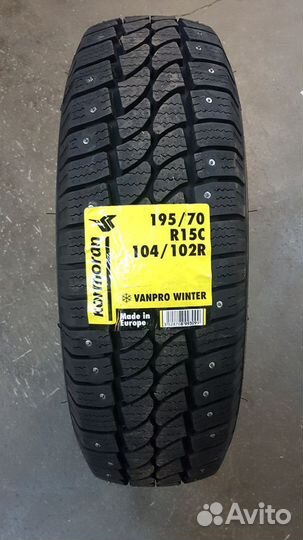 kormoran
195/70
R15C
104/102R
VANPRO WINTER
Made in
Europe
Avito